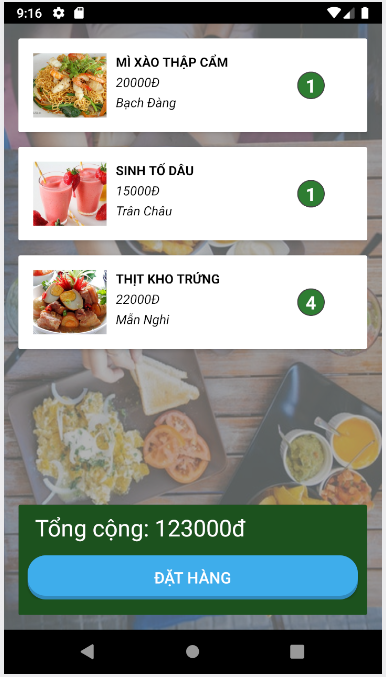 9:16
MÌ XÀO THẬP CẨM
20000Đ
1
Bạch Đàng
SINH TỐ DÂU
15000Đ
1
Trân Châu
THỊT KHO TRỨNG
22000Đ
4
Mẫn Nghi
Tổng cộng: 123000đ
ĐẶT HÀNG